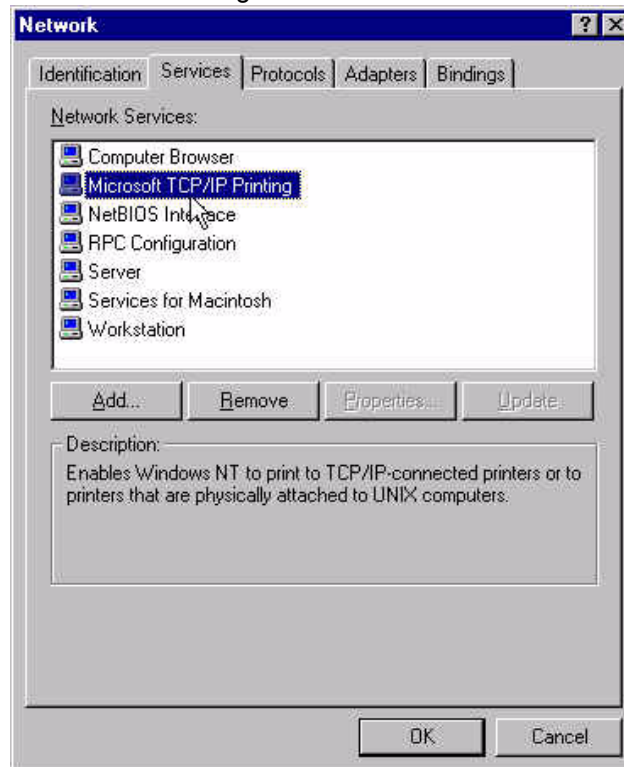 Network
Identification Services Protocols Adapters Bindings
Network Services:
Computer Browser
Microsoft TCP/IP Printing
NetBIOS Interface
RPC Configuration
Server
Services for Macintosh
Workstation
Add... Remove Properties... Update
Description:
Enables Windows NT to print to TCP/IP-connected printers or to
printers that are physically attached to UNIX computers.
OK Cancel